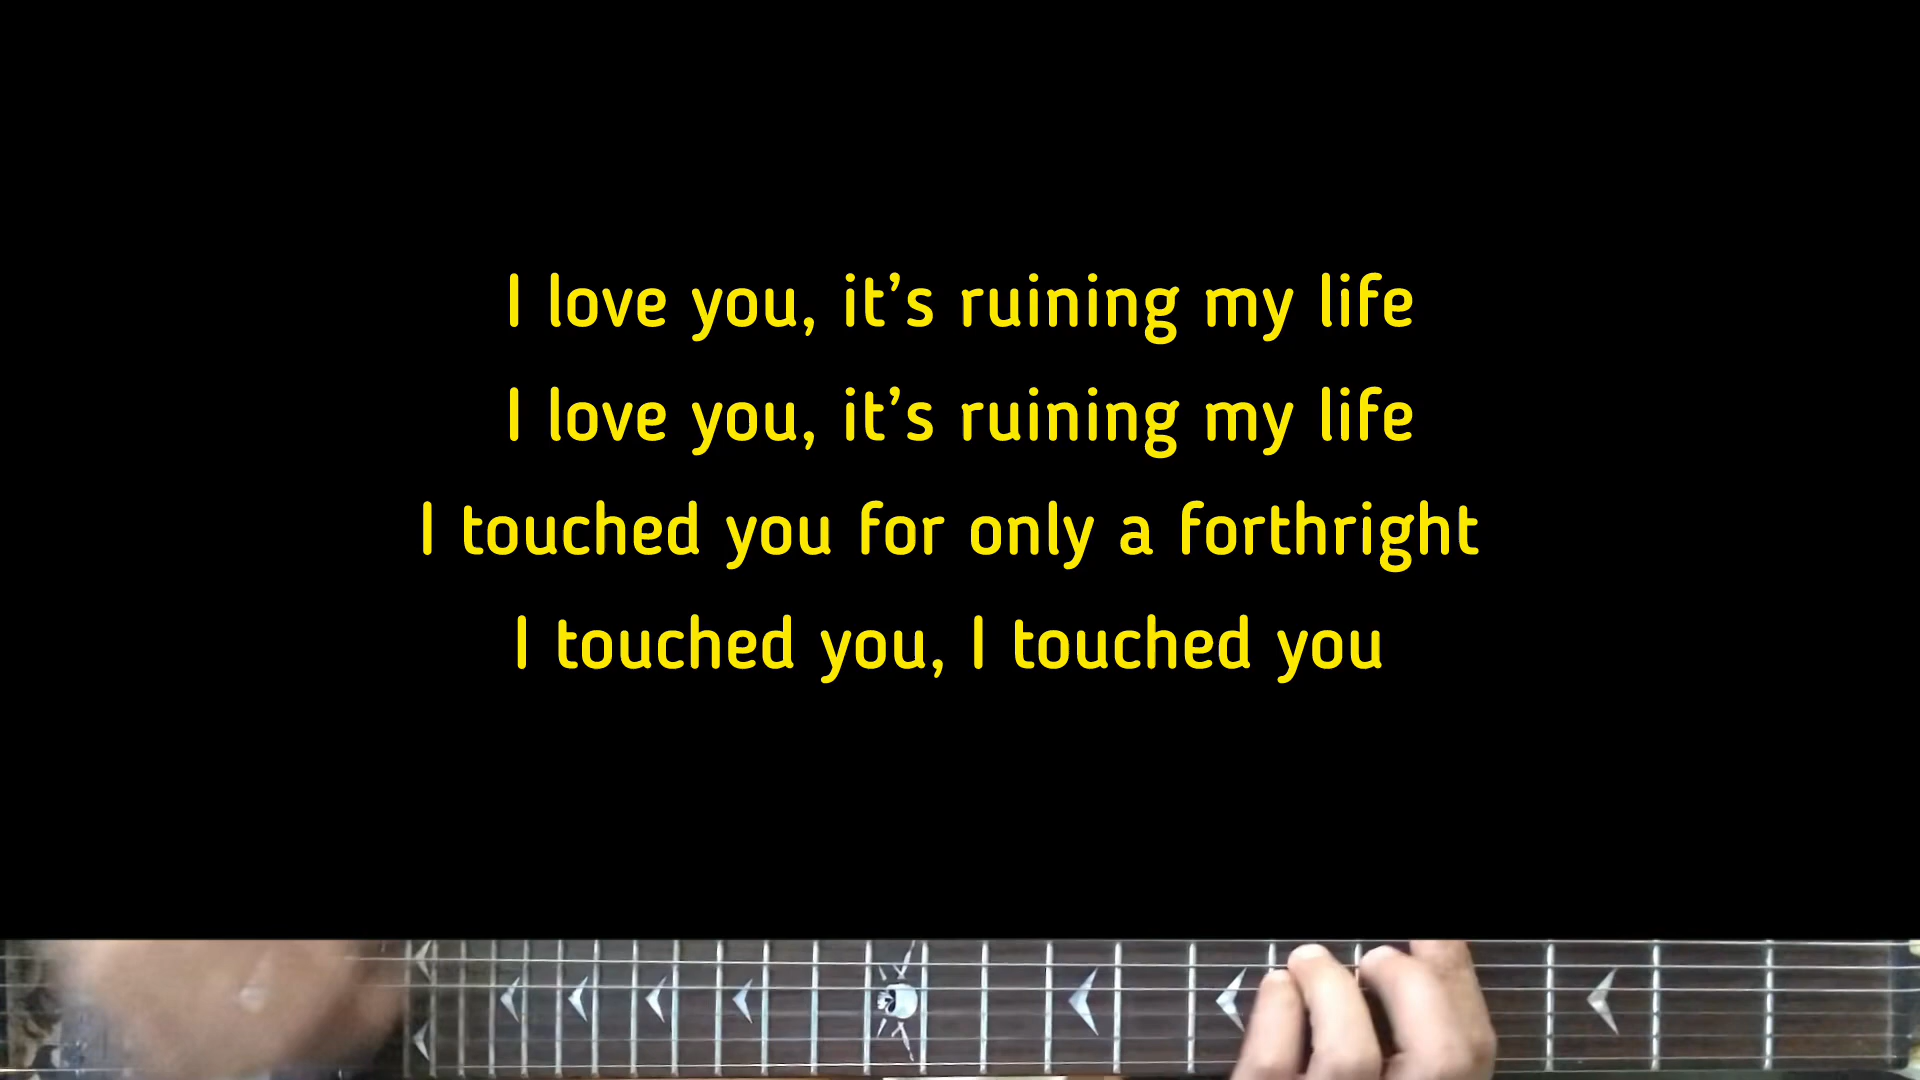 I love you, it’s ruining my life
I love you, it’s ruining my life
I touched you for only a forthright
I touched you, I touched you